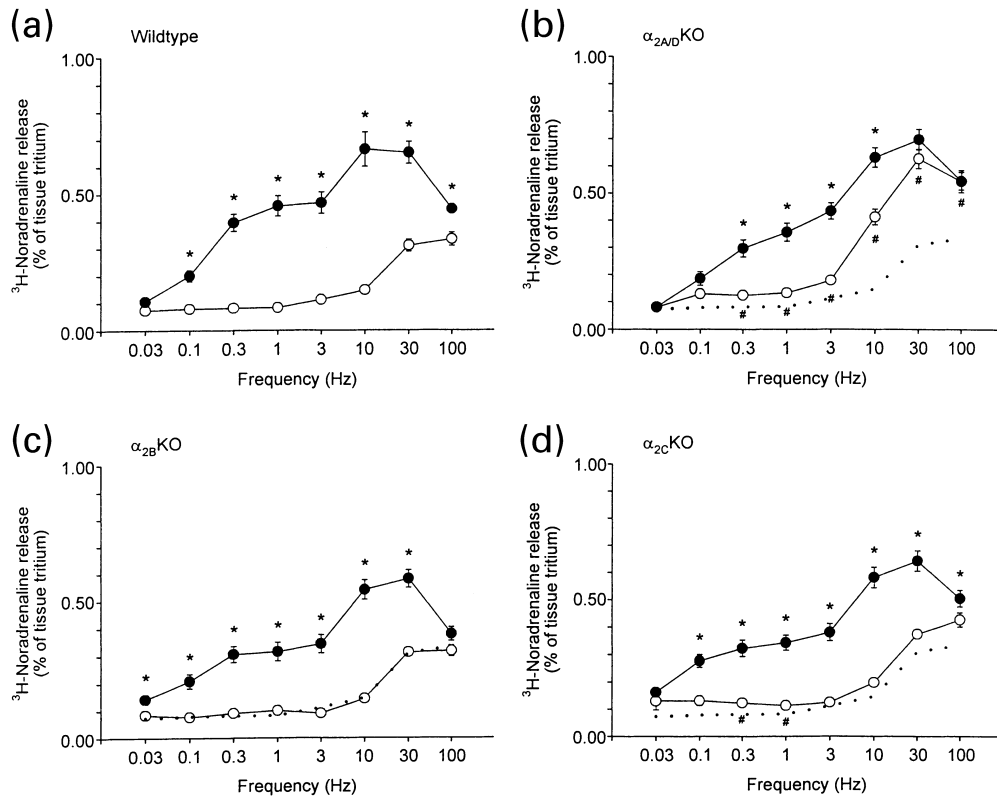 (a)
Wildtype
1.00
0.50
0.00
³H-Noradrenaline release
(% of tissue tritium)
* * * * * * *
0.03 0.1 0.3 1 3 10 30 100
Frequency (Hz)
(b)
α2A/DKO
1.00
0.50
0.00
³H-Noradrenaline release
(% of tissue tritium)
* * * *
# # # # # #
0.03 0.1 0.3 1 3 10 30 100
Frequency (Hz)
(c)
α2BKO
1.00
0.50
0.00
³H-Noradrenaline release
(% of tissue tritium)
* * * * * * *
0.03 0.1 0.3 1 3 10 30 100
Frequency (Hz)
(d)
α2CKO
1.00
0.50
0.00
³H-Noradrenaline release
(% of tissue tritium)
* * * * * * *
# #
0.03 0.1 0.3 1 3 10 30 100
Frequency (Hz)